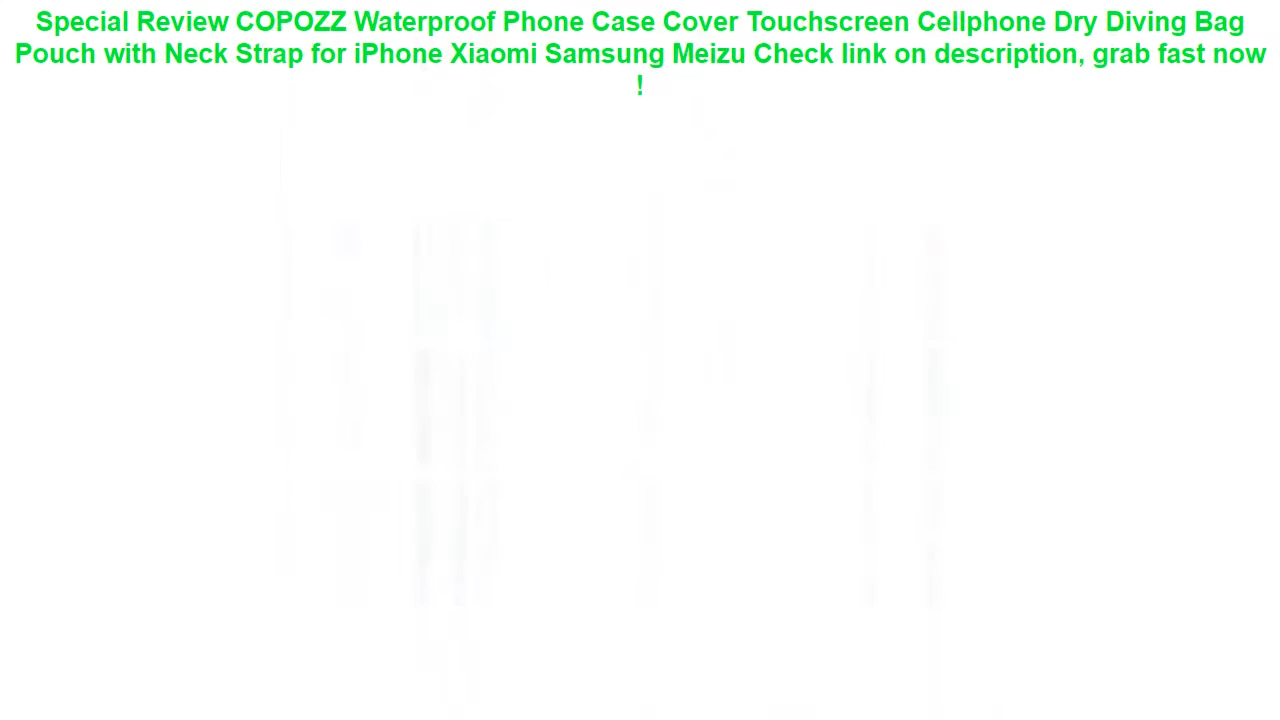 Special Review COPOZZ Waterproof Phone Case Cover Touchscreen Cellphone Dry Diving Bag
Pouch with Neck Strap for iPhone Xiaomi Samsung Meizu Check link on description, grab fast now
!